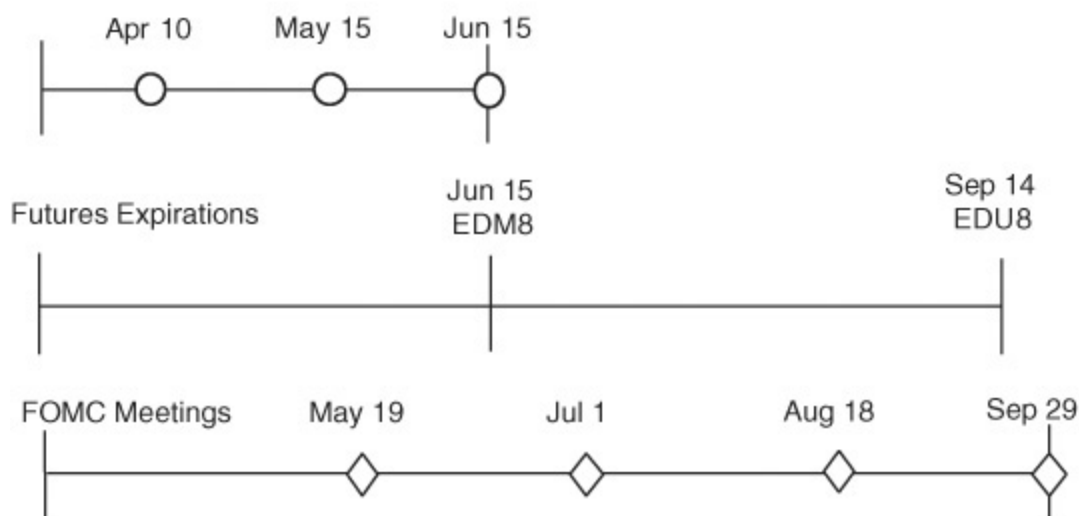 Apr 10 May 15 Jun 15
Futures Expirations
Jun 15
EDM8
Sep 14
EDU8
FOMC Meetings May 19 Jul 1 Aug 18 Sep 29